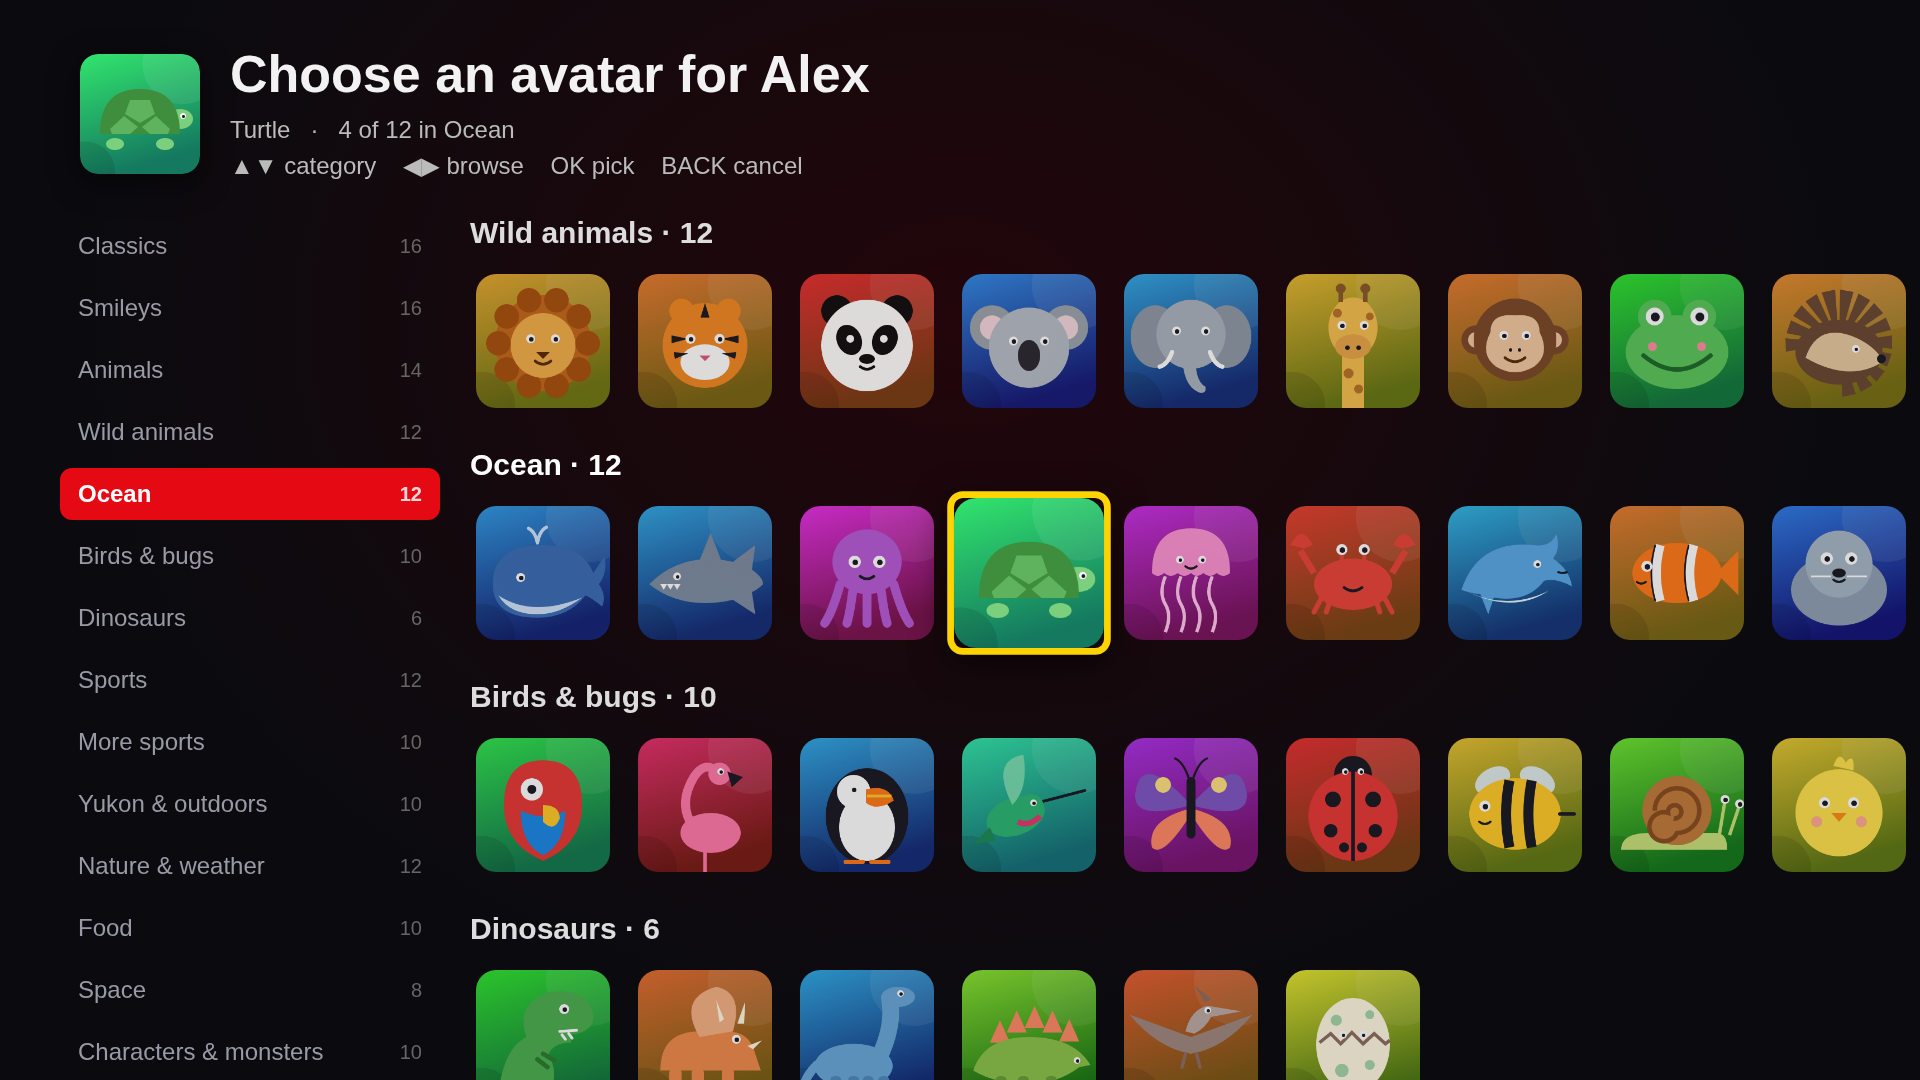 Choose an avatar for Alex
Turtle · 4 of 12 in Ocean
▲▼ category ◀▶ browse OK pick BACK cancel
Classics 16
Smileys 16
Animals 14
Wild animals 12
Ocean 12
Birds & bugs 10
Dinosaurs 6
Sports 12
More sports 10
Yukon & outdoors 10
Nature & weather 12
Food 10
Space 8
Characters & monsters 10
Wild animals · 12
Ocean · 12
Birds & bugs · 10
Dinosaurs · 6